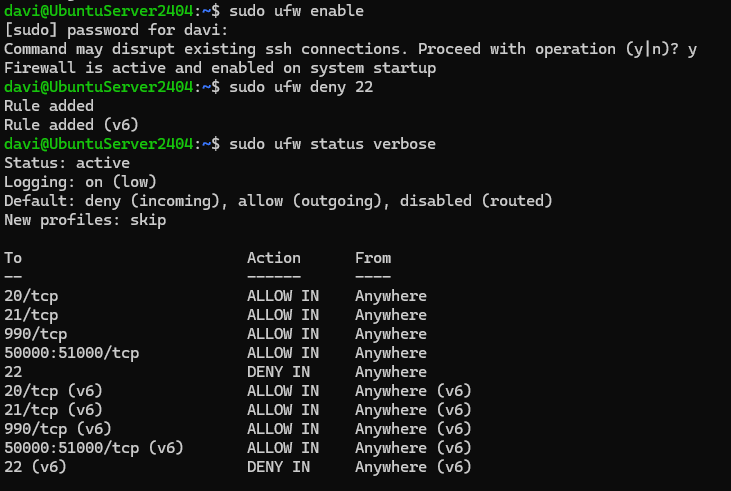 davi@UbuntuServer2404:~$ sudo ufw enable
[sudo] password for davi:
Command may disrupt existing ssh connections. Proceed with operation (y|n)? y
Firewall is active and enabled on system startup
davi@UbuntuServer2404:~$ sudo ufw deny 22
Rule added
Rule added (v6)
davi@UbuntuServer2404:~$ sudo ufw status verbose
Status: active
Logging: on (low)
Default: deny (incoming), allow (outgoing), disabled (routed)
New profiles: skip

To                         Action      From
--                         ------      ----
20/tcp                     ALLOW IN    Anywhere
21/tcp                     ALLOW IN    Anywhere
990/tcp                    ALLOW IN    Anywhere
50000:51000/tcp            ALLOW IN    Anywhere
22                         DENY IN     Anywhere
20/tcp (v6)                ALLOW IN    Anywhere (v6)
21/tcp (v6)                ALLOW IN    Anywhere (v6)
990/tcp (v6)               ALLOW IN    Anywhere (v6)
50000:51000/tcp (v6)       ALLOW IN    Anywhere (v6)
22 (v6)                    DENY IN     Anywhere (v6)